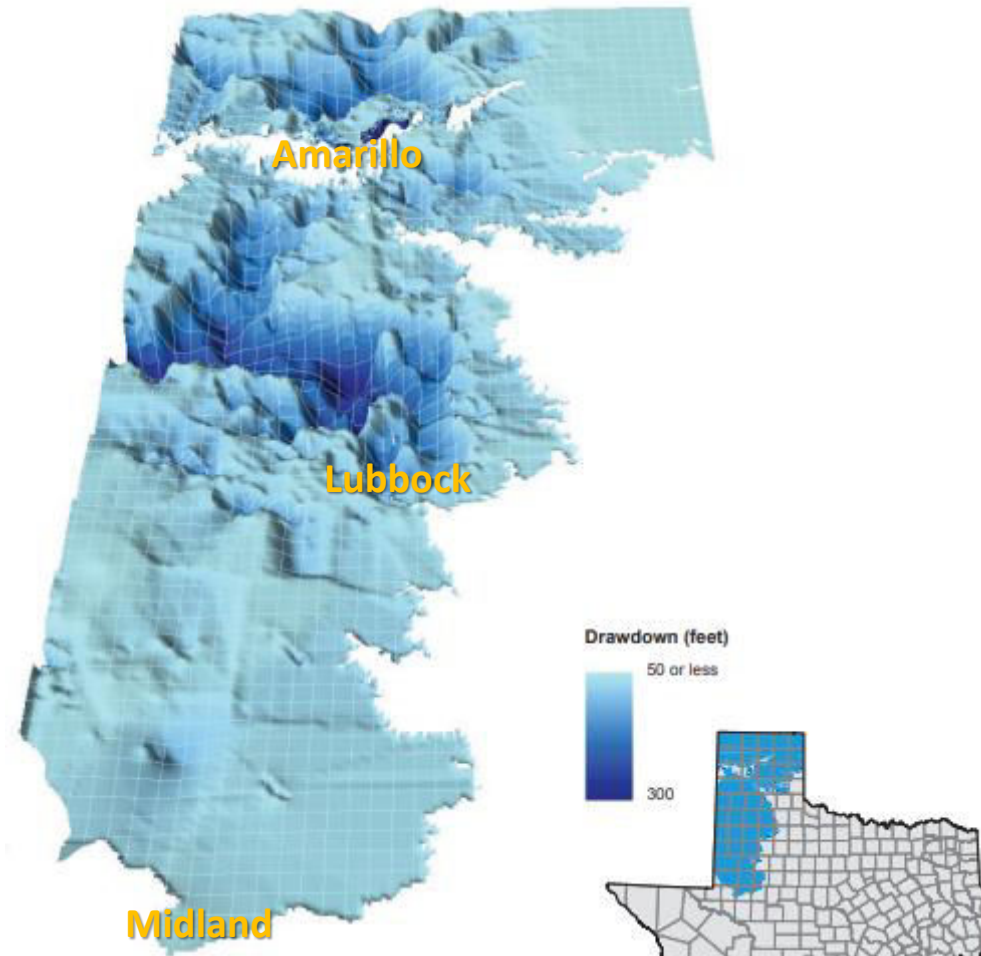 Amarillo
Lubbock
Midland
Drawdown (feet)
50 or less
300